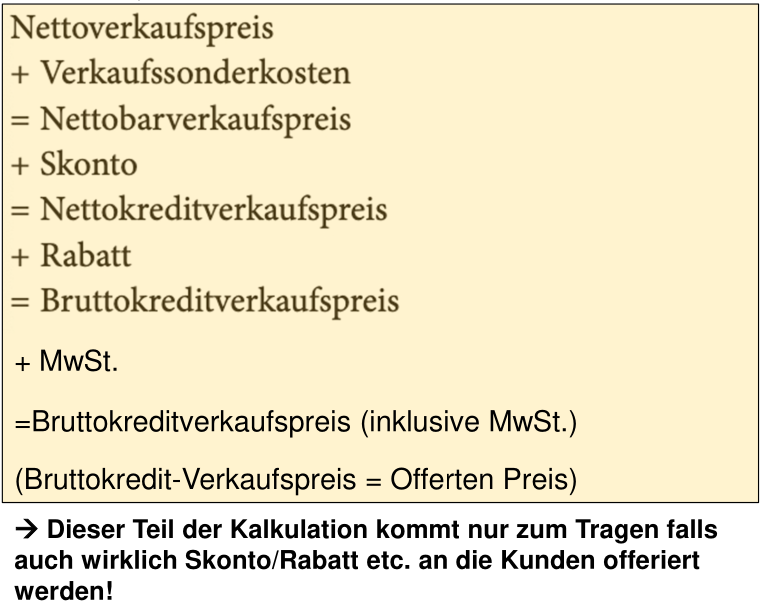 Nettoverkaufspreis
+ Verkaufssonderkosten
= Nettobarverkaufspreis
+ Skonto
= Nettokreditverkaufspreis
+ Rabatt
= Bruttokreditverkaufspreis
+ MwSt.
=Bruttokreditverkaufspreis (inklusive MwSt.)
(Bruttokredit-Verkaufspreis = Offerten Preis)
→ Dieser Teil der Kalkulation kommt nur zum Tragen falls
auch wirklich Skonto/Rabatt etc. an die Kunden offeriert
werden!